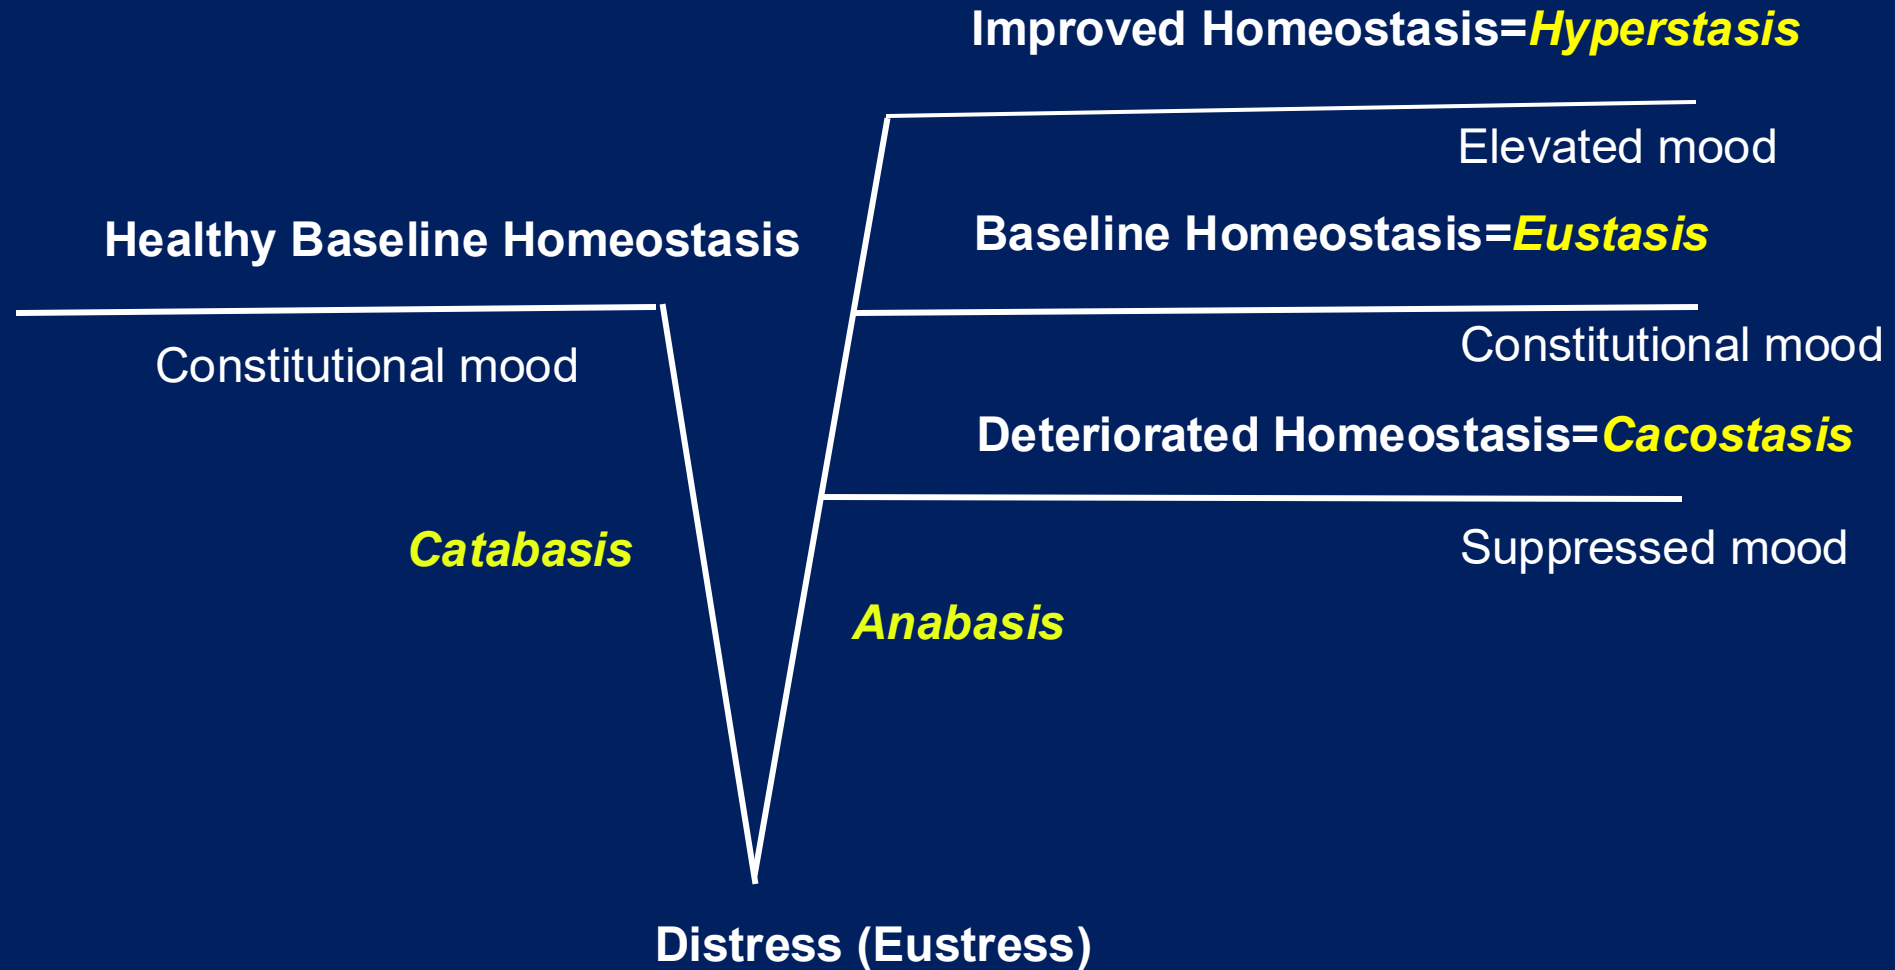 Improved Homeostasis=Hyperstasis
Elevated mood
Healthy Baseline Homeostasis
Baseline Homeostasis=Eustasis
Constitutional mood
Constitutional mood
Deteriorated Homeostasis=Cacostasis
Suppressed mood
Catabasis
Anabasis
Distress (Eustress)